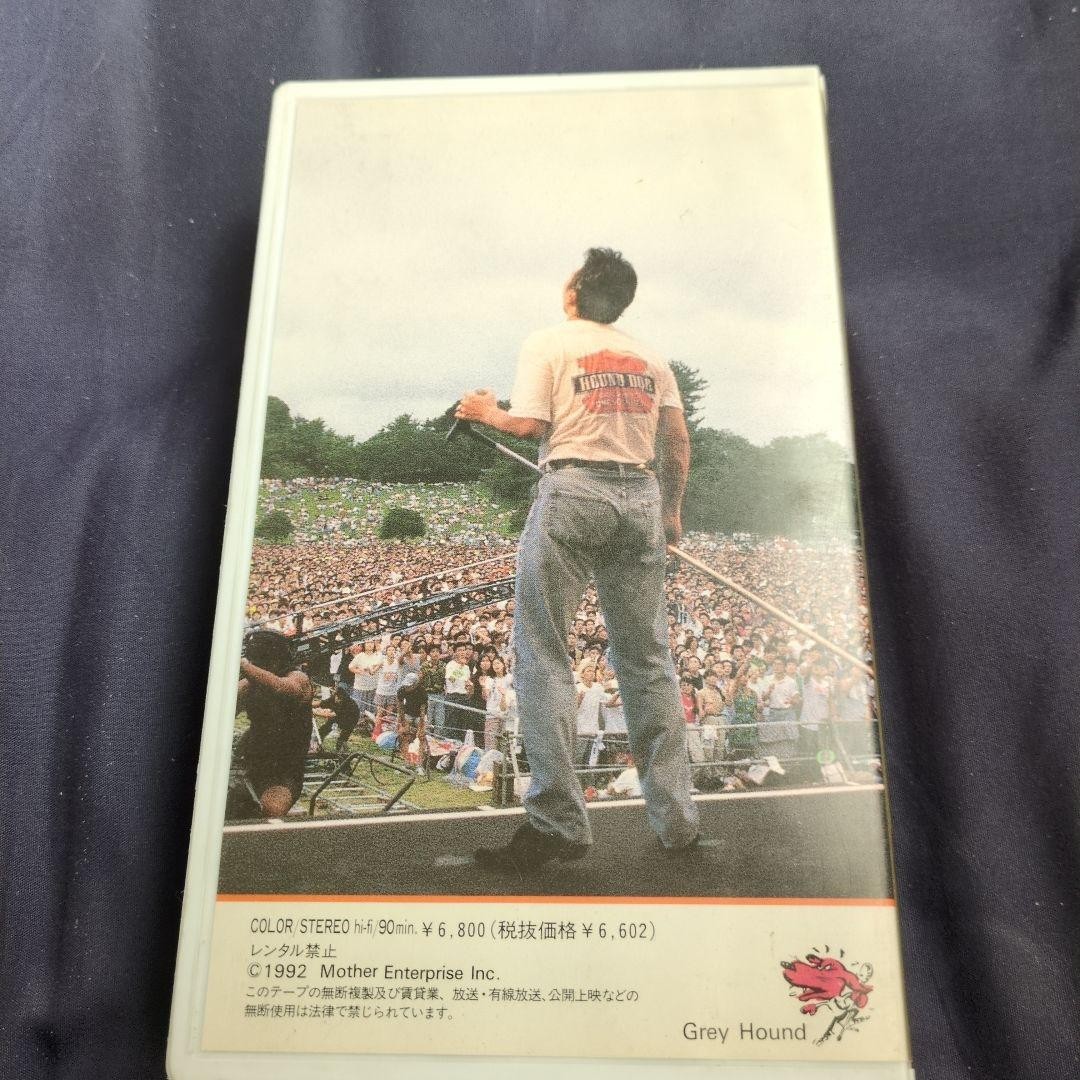 HOUND DOG
COLOR/STEREO hi-fi/90min. ¥6,800(税抜価格¥6,602)
レンタル禁止
©1992 Mother Enterprise Inc.
このテープの無断複製及び賃貸業、放送・有線放送、公開上映などの
無断使用は法律で禁じられています。
Grey Hound